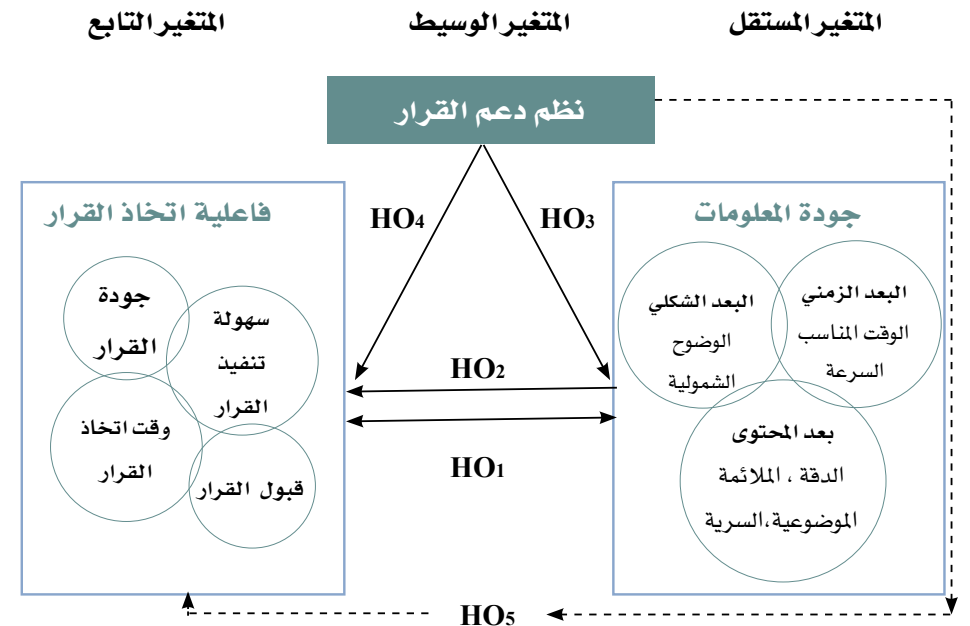 المتغير المستقل
المتغير الوسيط
المتغير التابع
نظم دعم القرار
جودة المعلومات
البعد الزمني
الوقت المناسب
السرعة
البعد الشكلي
الوضوح
الشمولية
بعد المحتوى
الدقة ، الملائمة
الموضوعية،السرية
HO3
HO4
HO2
HO1
فاعلية اتخاذ القرار
جودة
القرار
سهولة
تنفيذ
القرار
وقت اتخاذ
القرار
قبول القرار
HO5